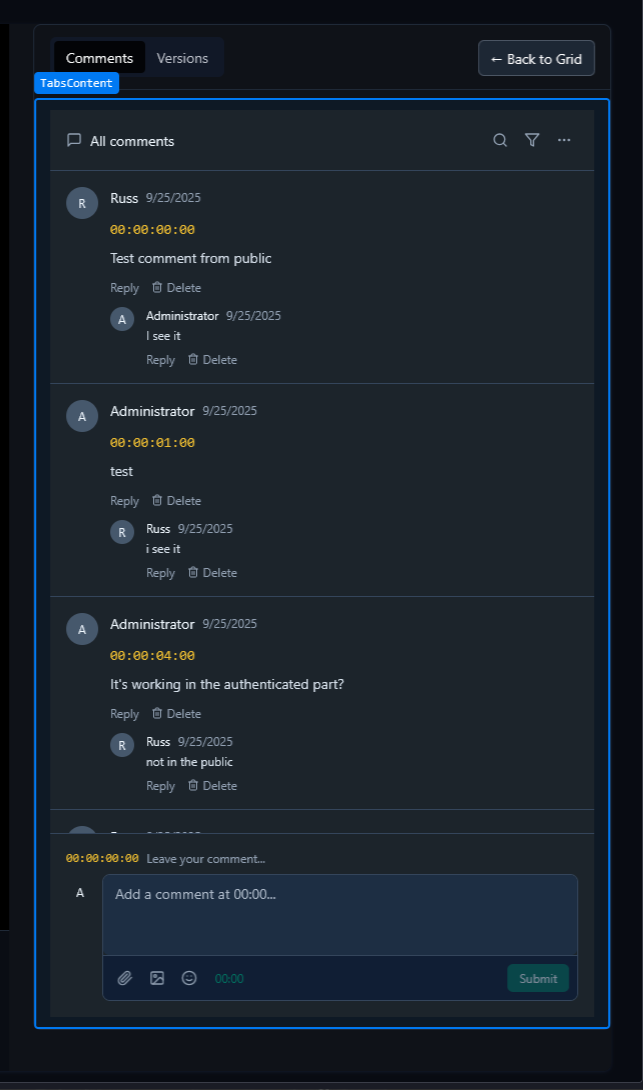 Comments Versions ← Back to Grid
TabsContent
All comments
R Russ 9/25/2025
00:00:00:00
Test comment from public
Reply Delete
A Administrator 9/25/2025
I see it
Reply Delete
A Administrator 9/25/2025
00:00:01:00
test
Reply Delete
R Russ 9/25/2025
i see it
Reply Delete
A Administrator 9/25/2025
00:00:04:00
It's working in the authenticated part?
Reply Delete
R Russ 9/25/2025
not in the public
Reply Delete
00:00:00:00 Leave your comment...
A Add a comment at 00:00...
00:00 Submit